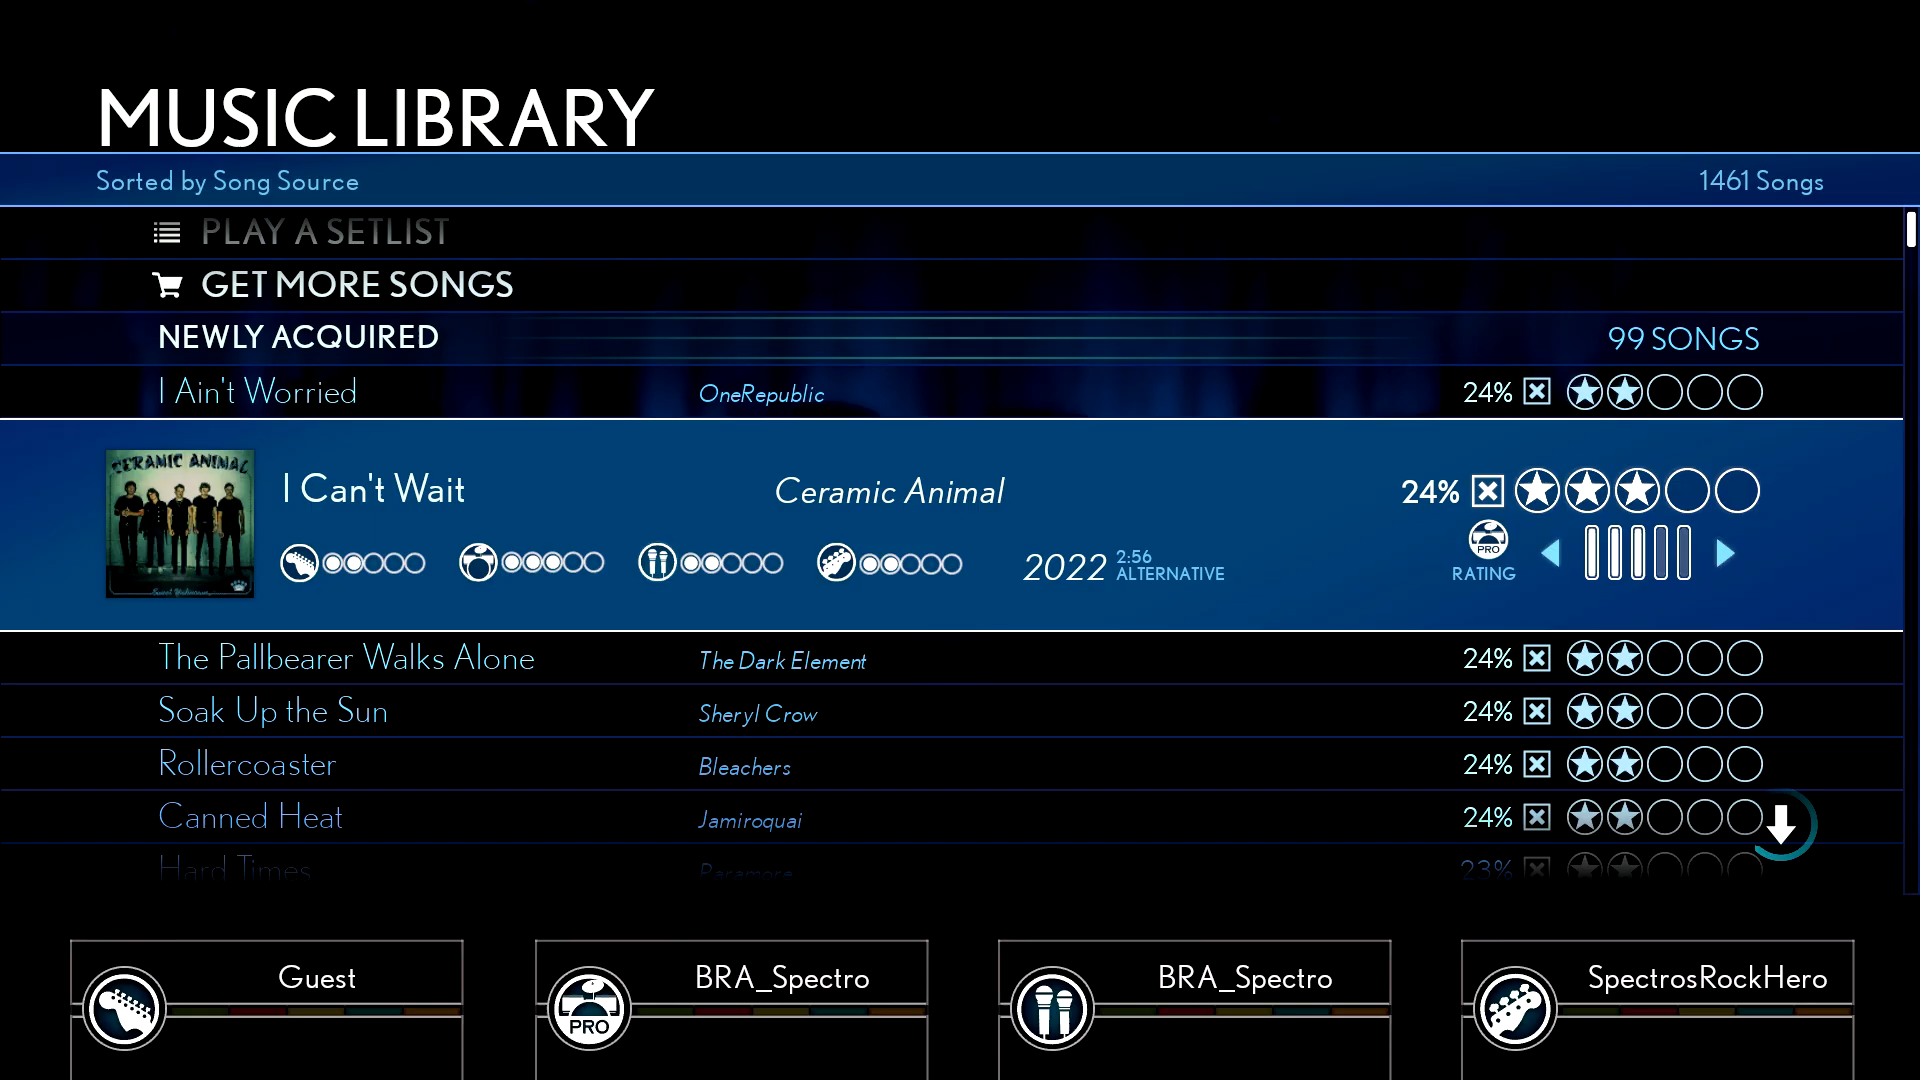 MUSIC LIBRARY
Sorted by Song Source
1461 Songs
PLAY A SETLIST
GET MORE SONGS
NEWLY ACQUIRED
99 SONGS
I Ain't Worried
OneRepublic
24%
CERAMIC ANIMAL
I Can't Wait
Ceramic Animal
24%
2022
2:56
ALTERNATIVE
PRO
RATING
The Pallbearer Walks Alone
The Dark Element
24%
Soak Up the Sun
Sheryl Crow
24%
Rollercoaster
Bleachers
24%
Canned Heat
Jamiroquai
24%
Hard Times
Paramore
23%
Guest
BRA_Spectro
PRO
BRA_Spectro
SpectrosRockHero